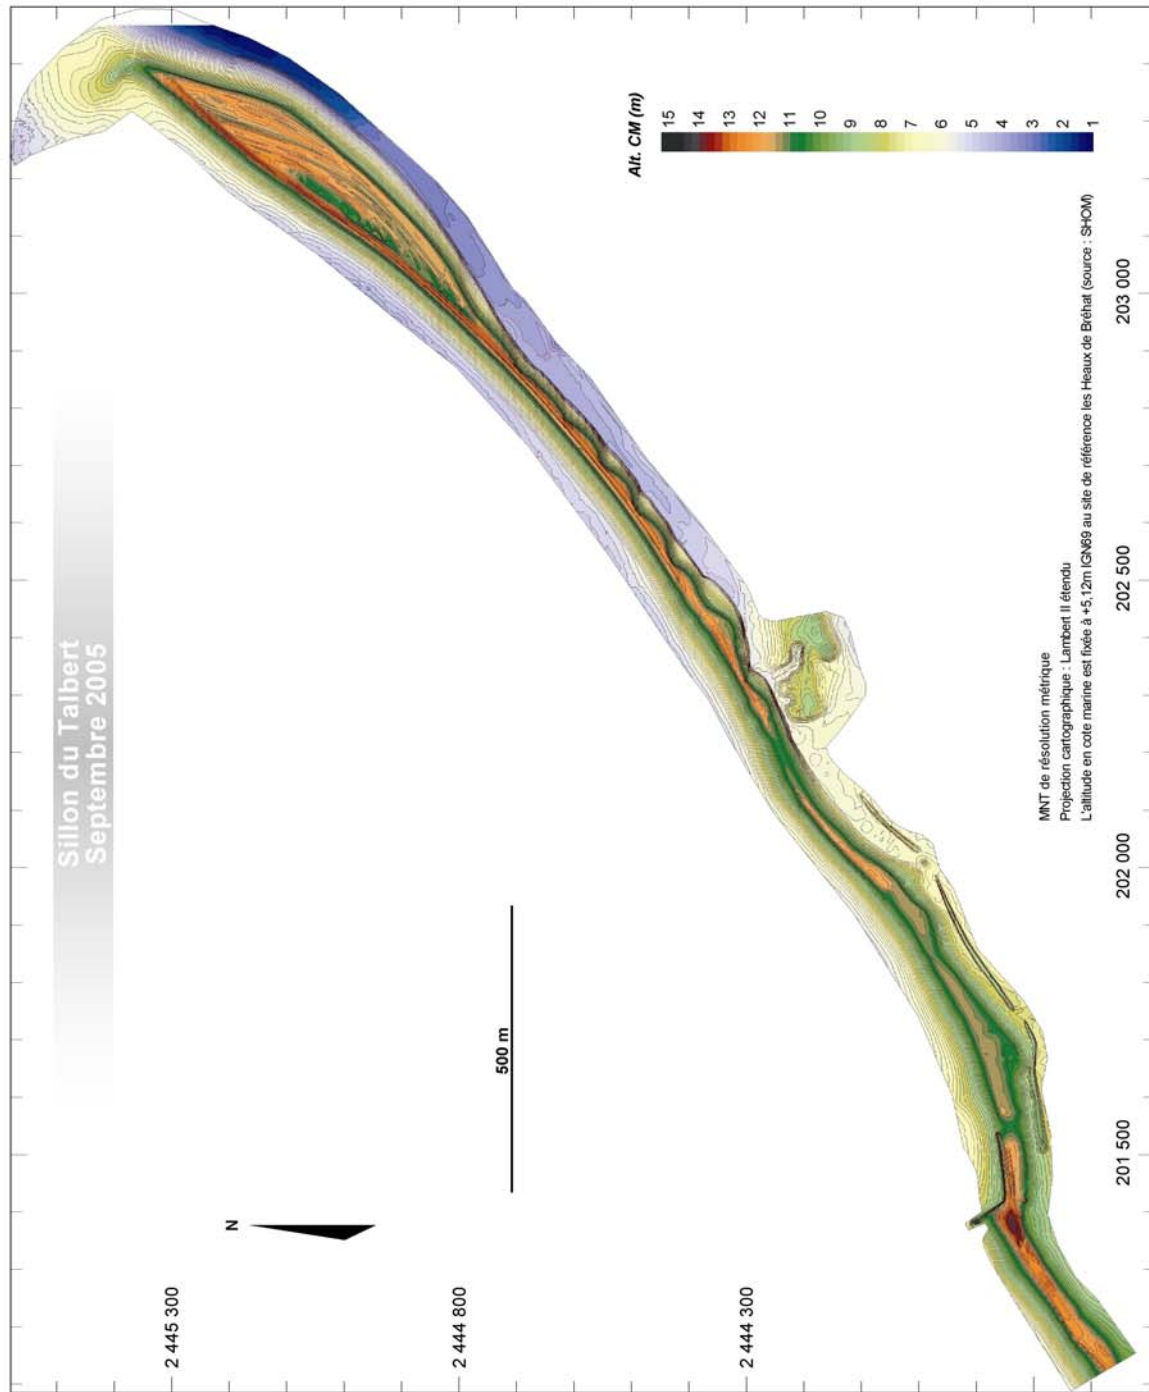 Sillon du Talbert
Septembre 2005
N
500 m
2 445 300
2 444 800
2 444 300
201 500
202 000
202 500
203 000
Alt. CM (m)
15
14
13
12
11
10
9
8
7
6
5
4
3
2
1
MNT de résolution métrique
Projection cartographique : Lambert II étendu
L'altitude en cote marine est fixée à +5,12m IGN69 au site de référence les Heaux de Bréhat (source : SHOM)